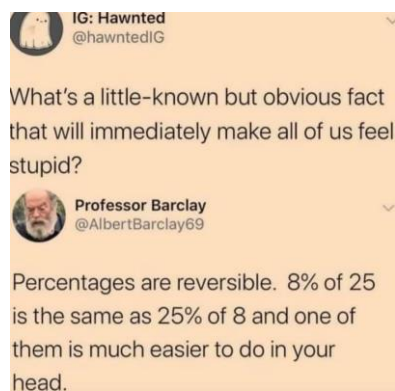 IG: Hawnted
@hawntedIG
What's a little-known but obvious fact
that will immediately make all of us feel
stupid?
Professor Barclay
@AlbertBarclay69
Percentages are reversible. 8% of 25
is the same as 25% of 8 and one of
them is much easier to do in your
head.